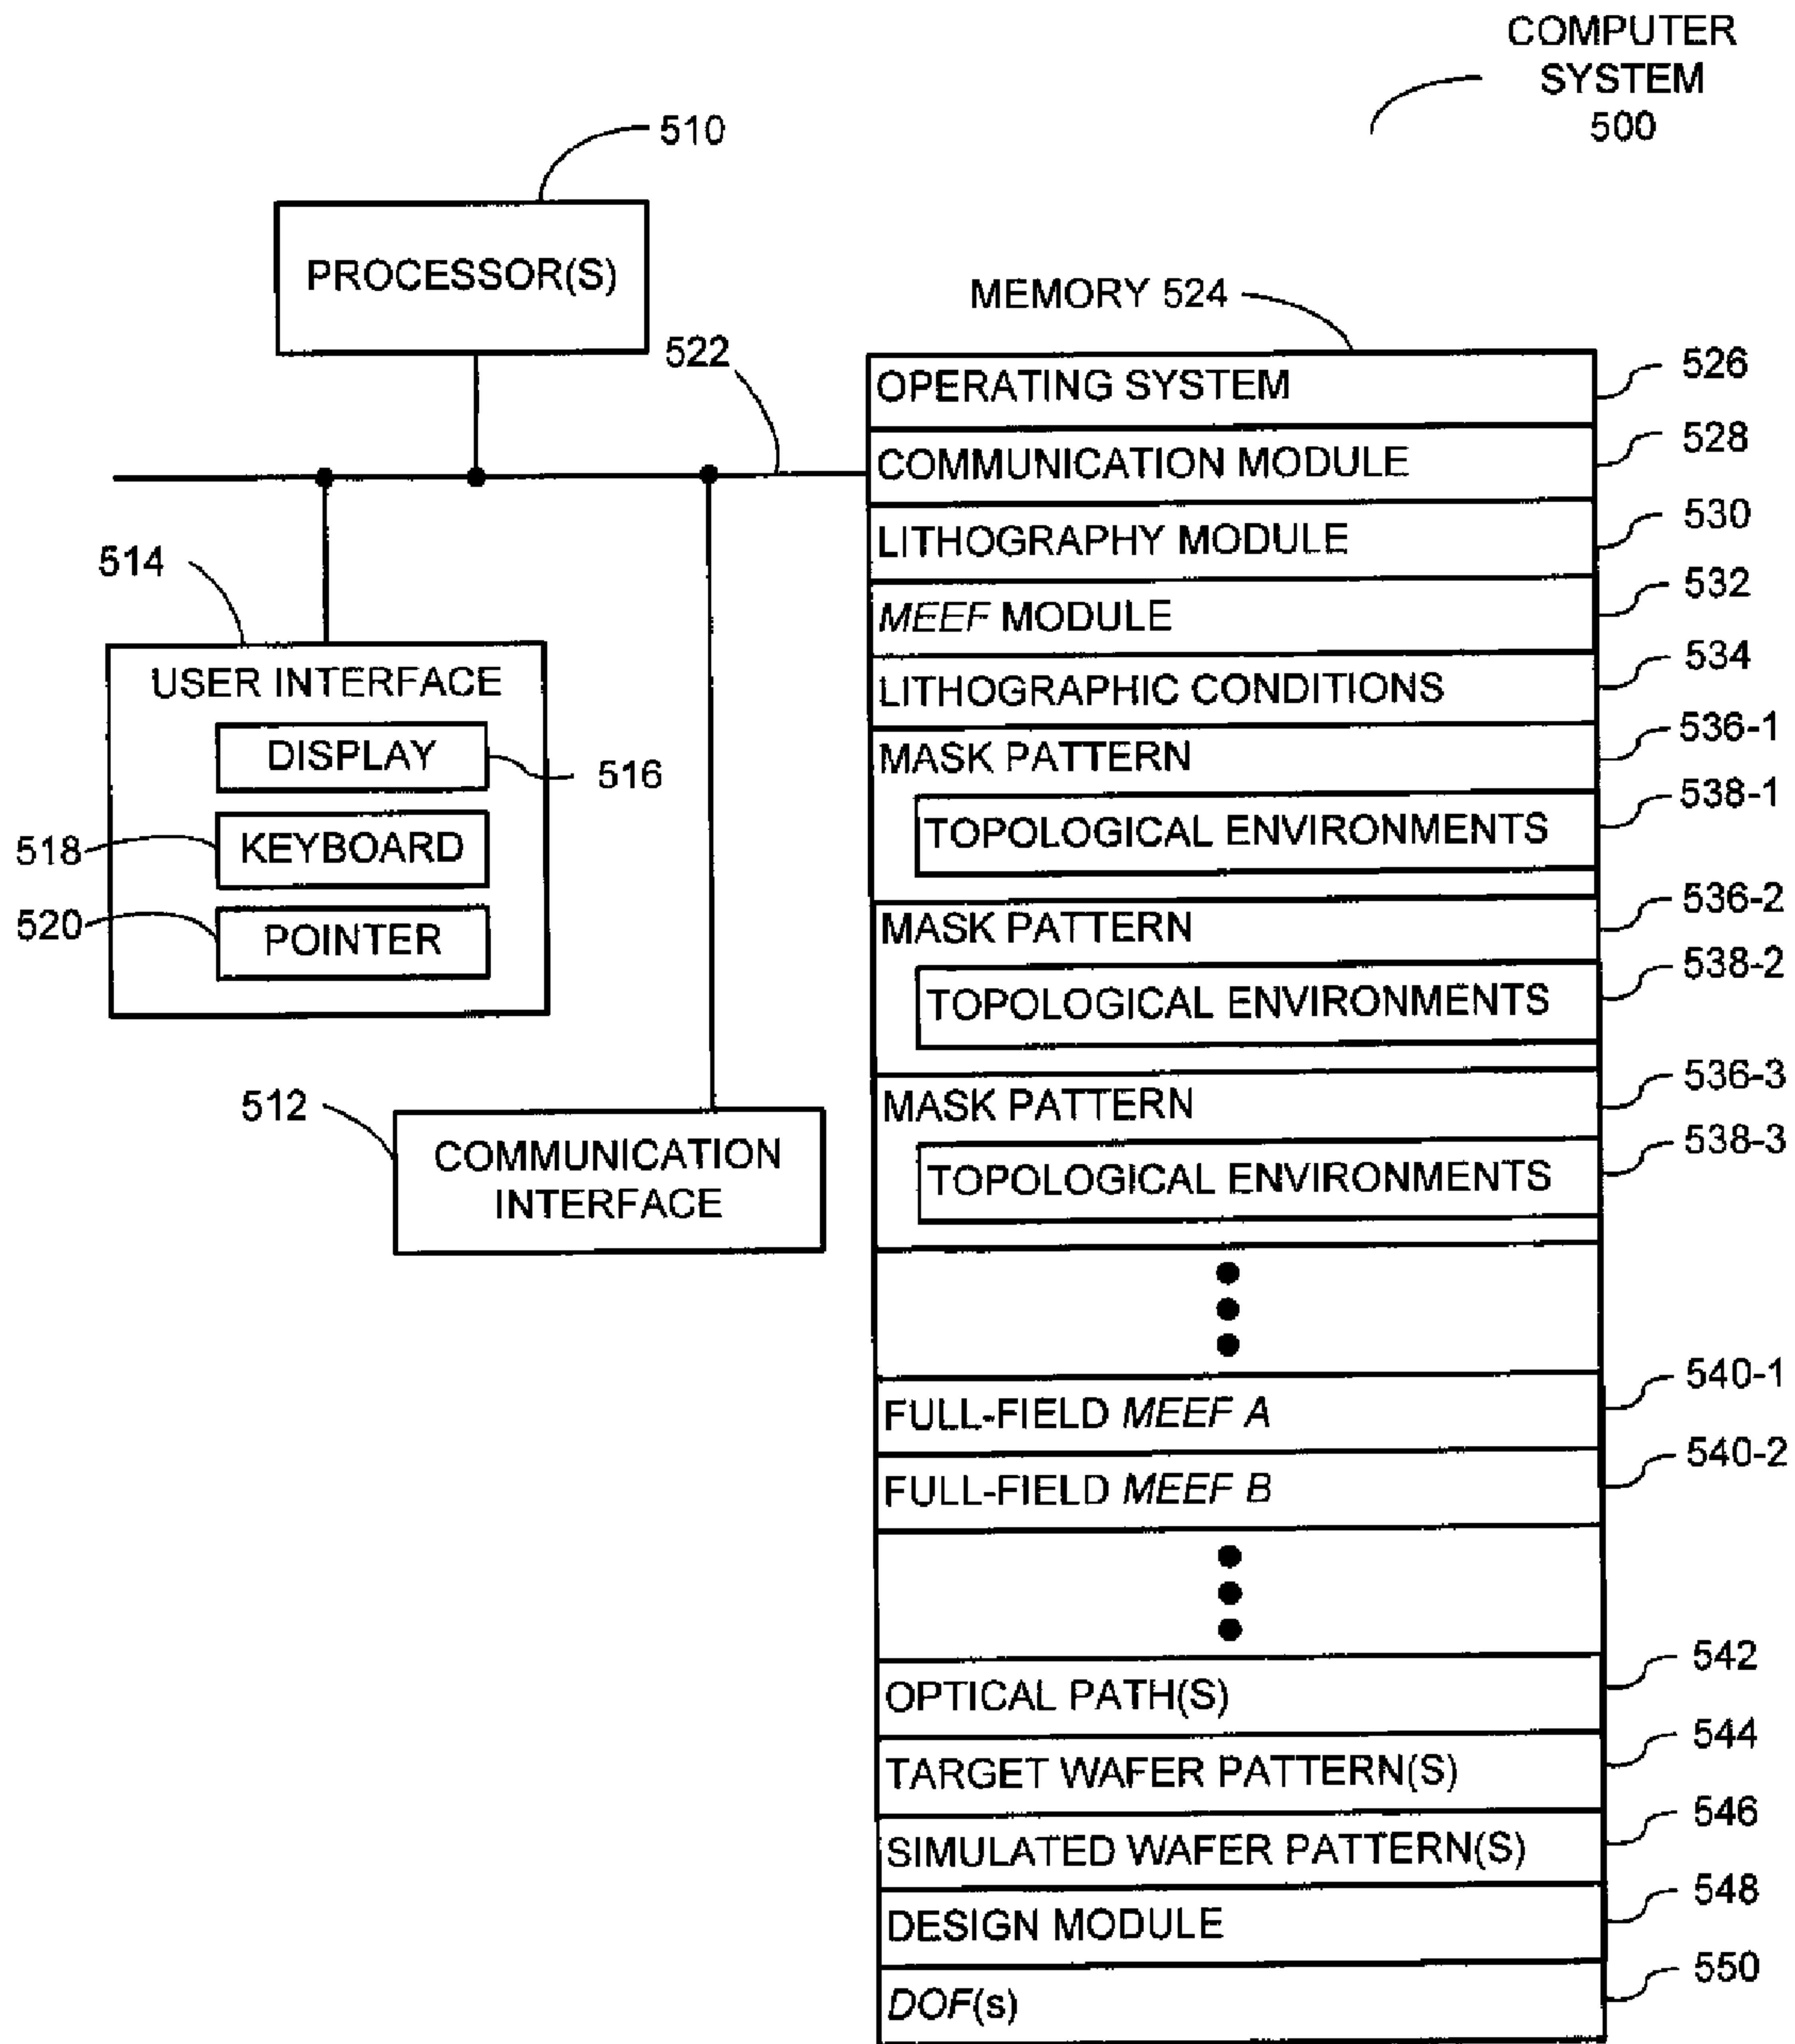 COMPUTER
SYSTEM
500
510
PROCESSOR(S)
MEMORY 524
522
526
OPERATING SYSTEM
528
COMMUNICATION MODULE
530
LITHOGRAPHY MODULE
514
532
MEEF MODULE
534
USER INTERFACE
LITHOGRAPHIC CONDITIONS
536-1
DISPLAY
516
MASK PATTERN
538-1
518
KEYBOARD
TOPOLOGICAL ENVIRONMENTS
536-2
520
POINTER
MASK PATTERN
538-2
TOPOLOGICAL ENVIRONMENTS
536-3
512
MASK PATTERN
538-3
COMMUNICATION
INTERFACE
TOPOLOGICAL ENVIRONMENTS
540-1
FULL-FIELD MEEF A
540-2
FULL-FIELD MEEF B
542
OPTICAL PATH(S)
544
TARGET WAFER PATTERN(S)
546
SIMULATED WAFER PATTERN(S)
548
DESIGN MODULE
550
DOF(s)